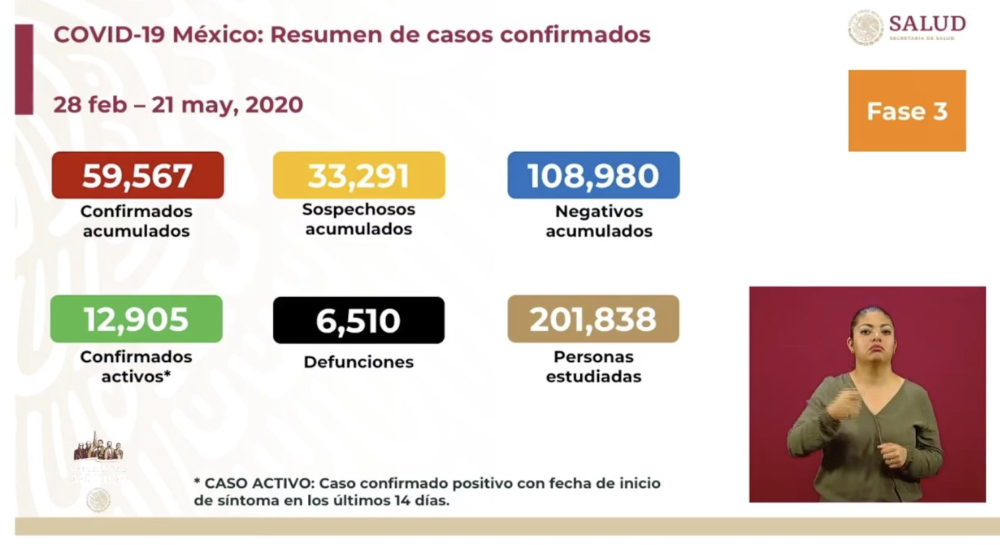 COVID-19 México: Resumen de casos confirmados
SALUD
SECRETARÍA DE SALUD
28 feb – 21 may, 2020
Fase 3
59,567
Confirmados
acumulados
33,291
Sospechosos
acumulados
108,980
Negativos
acumulados
12,905
Confirmados
activos*
6,510
Defunciones
201,838
Personas
estudiadas
MÉXICO
* CASO ACTIVO: Caso confirmado positivo con fecha de inicio
de síntoma en los últimos 14 días.